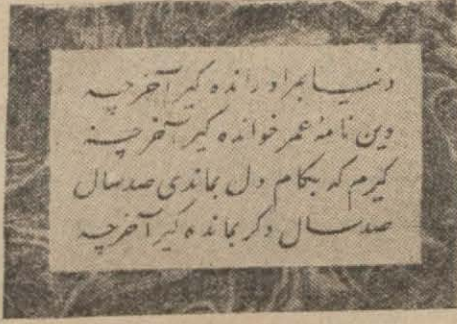 دنیا بمراد رانده گیر آخر چه
وین نامهٔ عمر خوانده گیر آخر چه
گیرم که بکام دل بماندی صد سال
صد سال دگر بمانده گیر آخر چه